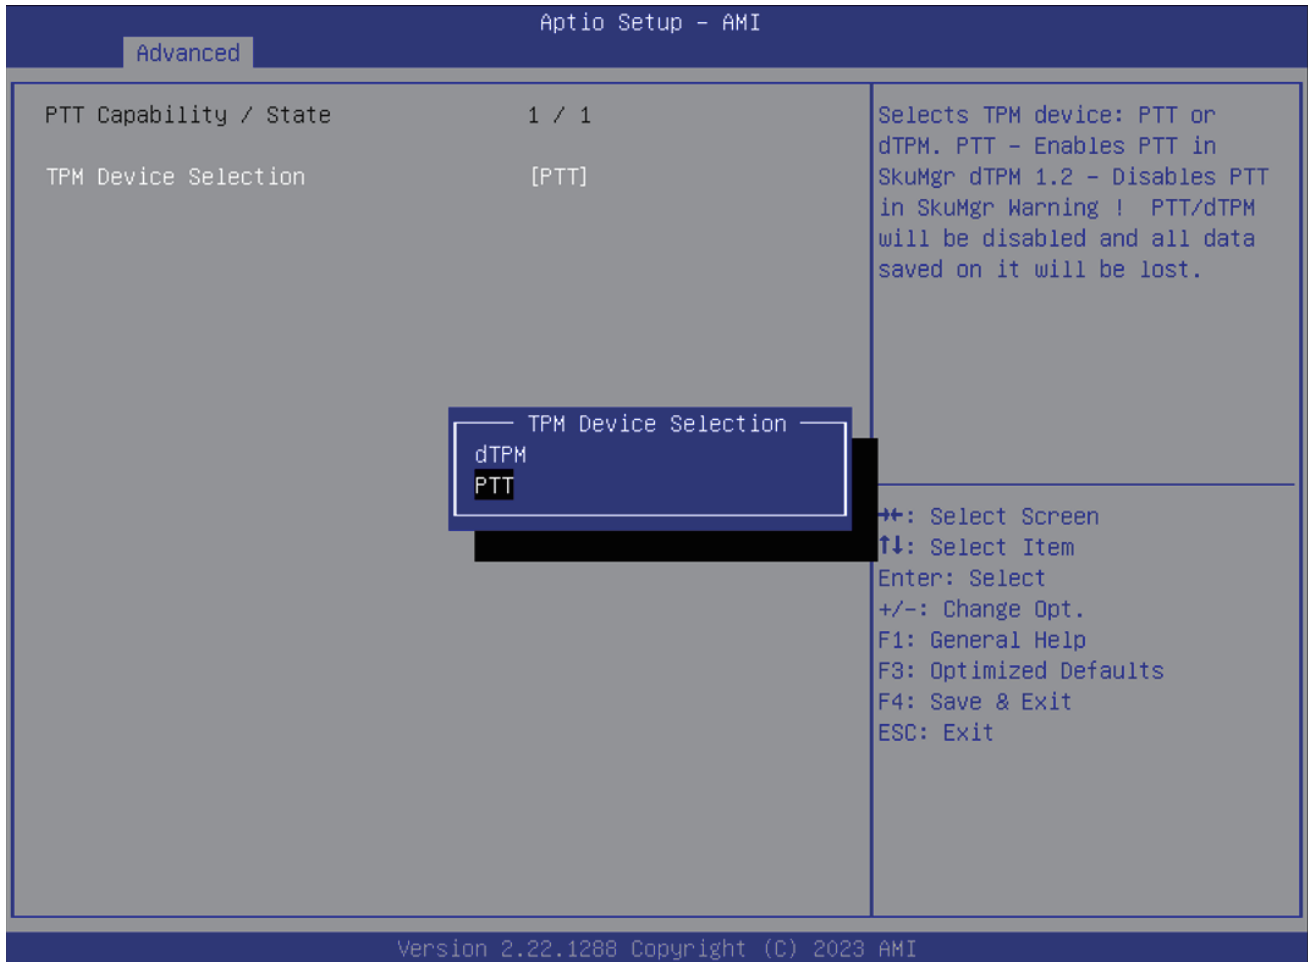 Aptio Setup – AMI
Advanced
PTT Capability / State 1 / 1
TPM Device Selection [PTT]
Selects TPM device: PTT or
dTPM. PTT – Enables PTT in
SkuMgr dTPM 1.2 – Disables PTT
in SkuMgr Warning ! PTT/dTPM
will be disabled and all data
saved on it will be lost.
TPM Device Selection
dTPM
PTT
→←: Select Screen
↑↓: Select Item
Enter: Select
+/-: Change Opt.
F1: General Help
F3: Optimized Defaults
F4: Save & Exit
ESC: Exit
Version 2.22.1288 Copyright (C) 2023 AMI